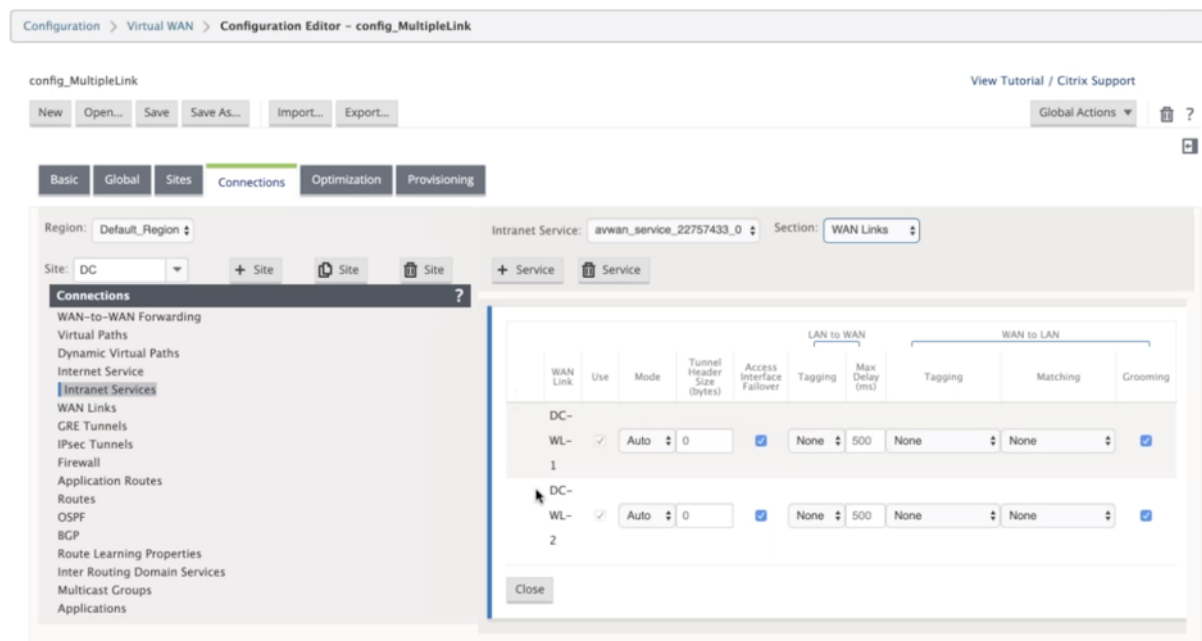 Configuration > Virtual WAN > Configuration Editor - config_MultipleLink
config_MultipleLink
View Tutorial / Citrix Support
New Open... Save Save As... Import... Export... Global Actions ?
Basic Global Sites Connections Optimization Provisioning
Region: Default_Region
Intranet Service: avwan_service_22757433_0 Section: WAN Links
Site: DC + Site Site Site
+ Service Service
Connections ?
WAN-to-WAN Forwarding
Virtual Paths
Dynamic Virtual Paths
Internet Service
Intranet Services
WAN Links
GRE Tunnels
IPsec Tunnels
Firewall
Application Routes
Routes
OSPF
BGP
Route Learning Properties
Inter Routing Domain Services
Multicast Groups
Applications
LAN to WAN WAN to LAN
WAN Link Use Mode Tunnel Header Size (bytes) Access Interface Failover Tagging Max Delay (ms) Tagging Matching Grooming
DC-
WL- Auto 0 None 500 None None
1
DC-
WL- Auto 0 None 500 None None
2
Close